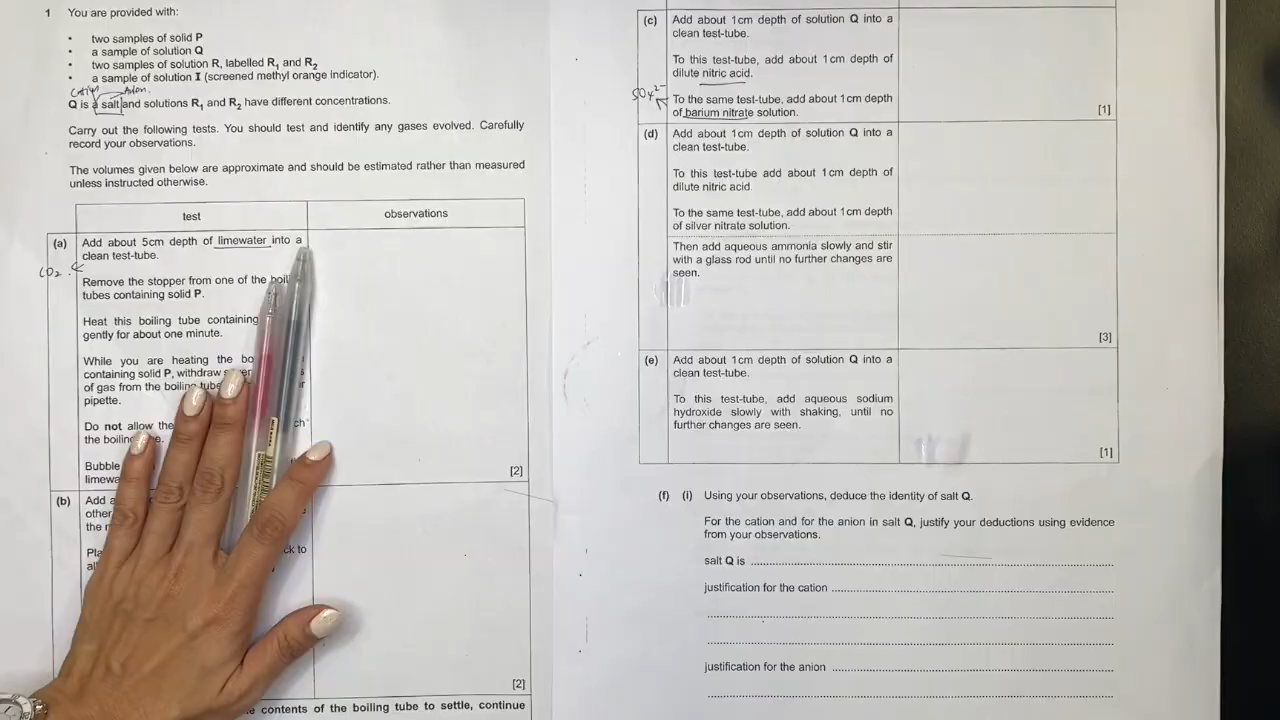 1 You are provided with:
• two samples of solid P
• a sample of solution Q
• two samples of solution R, labelled R1 and R2
• a sample of solution I (screened methyl orange indicator).
Cation Anion.
Q is a salt and solutions R1 and R2 have different concentrations.
Carry out the following tests. You should test and identify any gases evolved. Carefully
record your observations.
The volumes given below are approximate and should be estimated rather than measured
unless instructed otherwise.
test observations
(a) Add about 5cm depth of limewater into a
clean test-tube.
CO2
Remove the stopper from one of the
tubes containing solid P.
Heat this boiling tube containing
gently for about one minute.
While you are heating the
containing solid P, withdraw
of gas from the boiling
pipette.
Do not allow the
the boiling
Bubble
[2]
(b) Add
other
the
to
[2]
contents of the boiling tube to settle, continue
(c) Add about 1cm depth of solution Q into a
clean test-tube.
To this test-tube, add about 1cm depth of
dilute nitric acid.
SO4 2-
To the same test-tube, add about 1cm depth
of barium nitrate solution.
[1]
(d) Add about 1cm depth of solution Q into a
clean test-tube.
To this test-tube add about 1cm depth of
dilute nitric acid.
To the same test-tube, add about 1cm depth
of silver nitrate solution.
Then add aqueous ammonia slowly and stir
with a glass rod until no further changes are
seen.
[3]
(e) Add about 1cm depth of solution Q into a
clean test-tube.
To this test-tube, add aqueous sodium
hydroxide slowly with shaking, until no
further changes are seen.
[1]
(f) (i) Using your observations, deduce the identity of salt Q.
For the cation and for the anion in salt Q, justify your deductions using evidence
from your observations.
salt Q is
justification for the cation
justification for the anion